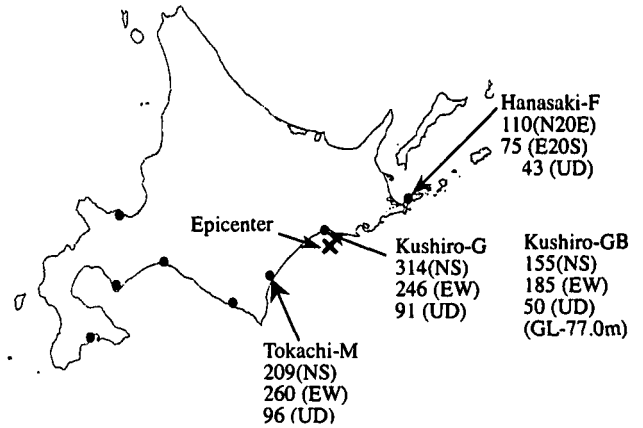 Hanasaki-F
110(N20E)
75 (E20S)
43 (UD)
Epicenter
Kushiro-G
314(NS)
246 (EW)
91 (UD)
Kushiro-GB
155(NS)
185 (EW)
50 (UD)
(GL-77.0m)
Tokachi-M
209(NS)
260 (EW)
96 (UD)